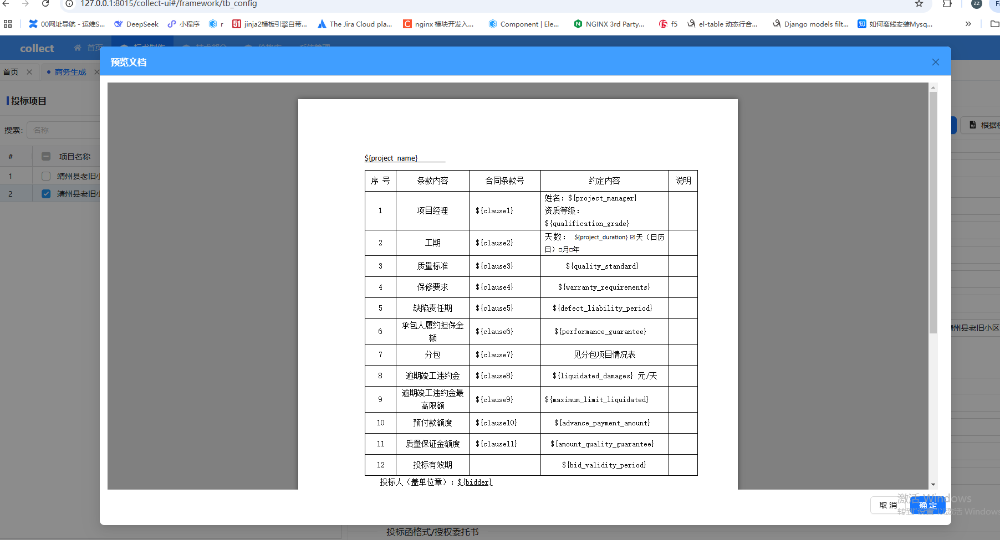 127.0.0.1:8015/collect-ui#/framework/tb_config
zz
00网址导航 - 运维S... DeepSeek 小程序 r jinja2模板引擎自带... The Jira Cloud pla... nginx 模块开发入... Component | Ele... NGINX 3rd Party... f5 el-table 动态行合... Django models filt... 如何离线安装Mysq... »
collect 首页
首页 商务生成
预览文档
投标项目
搜索: 名称
根据
# 项目名称
1 靖州县老旧小
2 靖州县老旧小
${project_name}
序 号 条款内容 合同条款号 约定内容 说明
1 项目经理 ${clause1} 姓名：${project_manager}
资质等级：
${qualification_grade}
2 工期 ${clause2} 天数： ${project_duration} ☑天（日历
日）□月□年
3 质量标准 ${clause3} ${quality_standard}
4 保修要求 ${clause4} ${warranty_requirements}
5 缺陷责任期 ${clause5} ${defect_liability_period}
6 承包人履约担保金
额 ${clause6} ${performance_guarantee}
7 分包 ${clause7} 见分包项目情况表
8 逾期竣工违约金 ${clause8} ${liquidated_damages} 元/天
9 逾期竣工违约金最
高限额 ${clause9} ${maximum_limit_liquidated}
10 预付款额度 ${clause10} ${advance_payment_amount}
11 质量保证金额度 ${clause11} ${amount_quality_guarantee}
12 投标有效期 ${bid_validity_period}
投标人（盖单位章）：${bidder}
州县老旧小区
取 消 确 定
激活 Windows
转到"设置"以激活 Windows
投标函格式/授权委托书